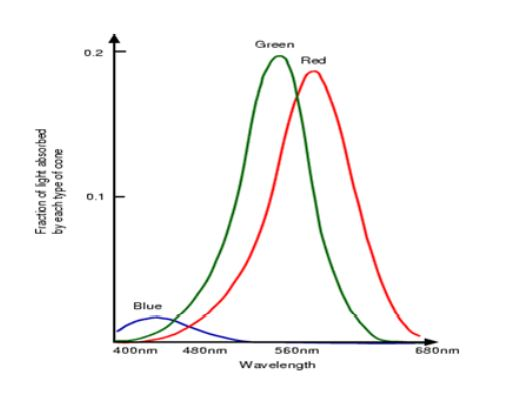 Green
Red
0.2
Fraction of light absorbed
by each type of cone
0.1
Blue
400nm 480nm 560nm 680nm
Wavelength